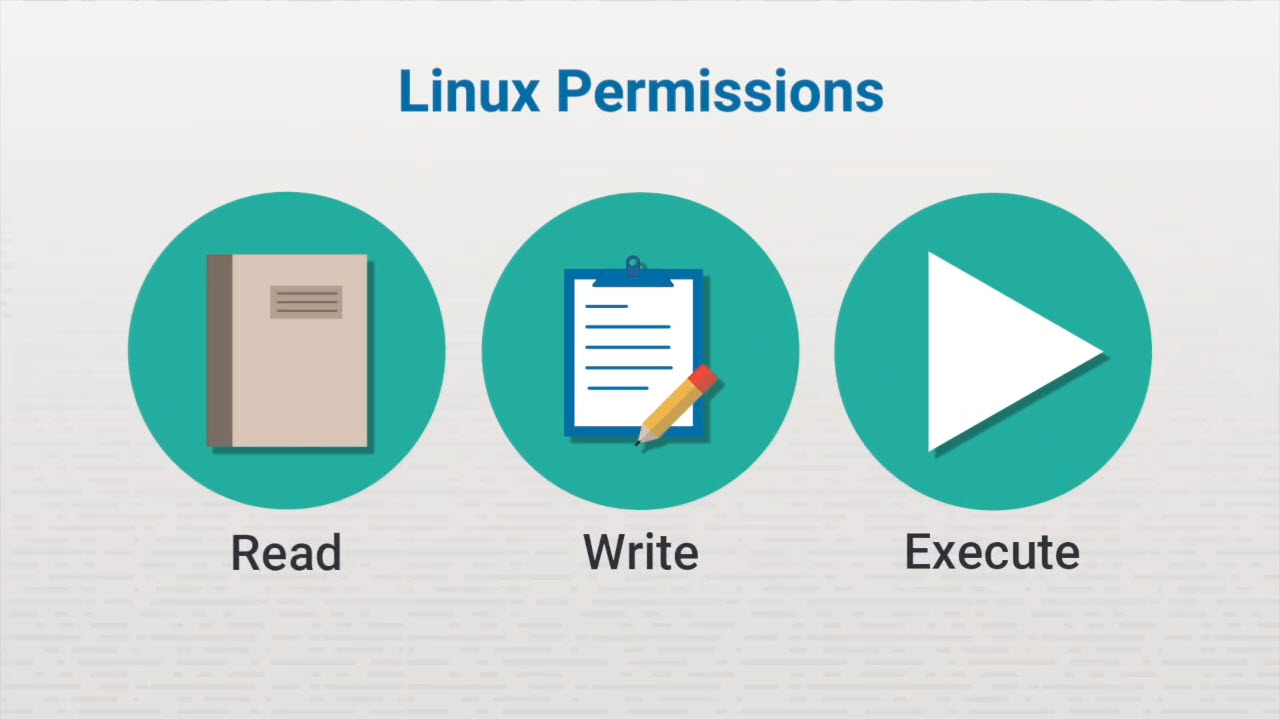 Linux Permissions
Read
Write
Execute